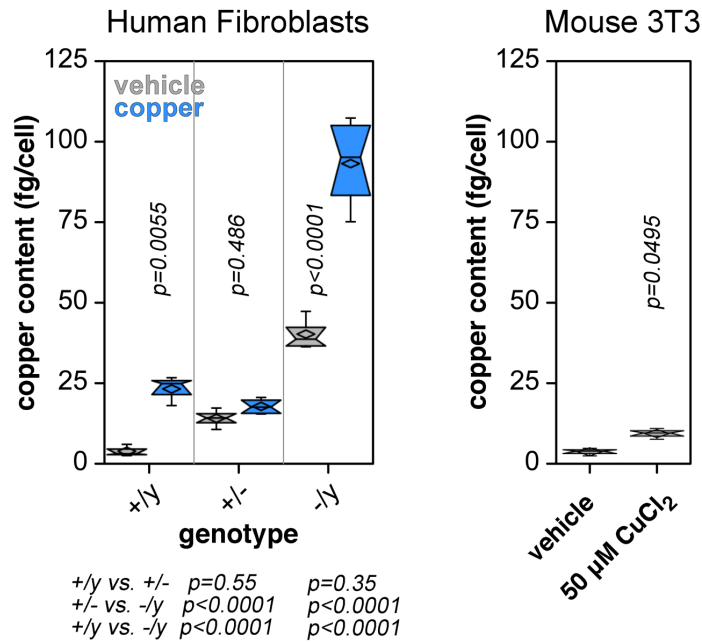 Human Fibroblasts
Mouse 3T3
vehicle
copper
copper content (fg/cell)
125
100
75
50
25
0
p=0.0055
p=0.486
p<0.0001
+/y
+/-
-/y
genotype
+/y vs. +/- p=0.55 p=0.35
+/- vs. -/y p<0.0001 p<0.0001
+/y vs. -/y p<0.0001 p<0.0001
copper content (fg/cell)
125
100
75
50
25
0
p=0.0495
vehicle
50 µM CuCl₂